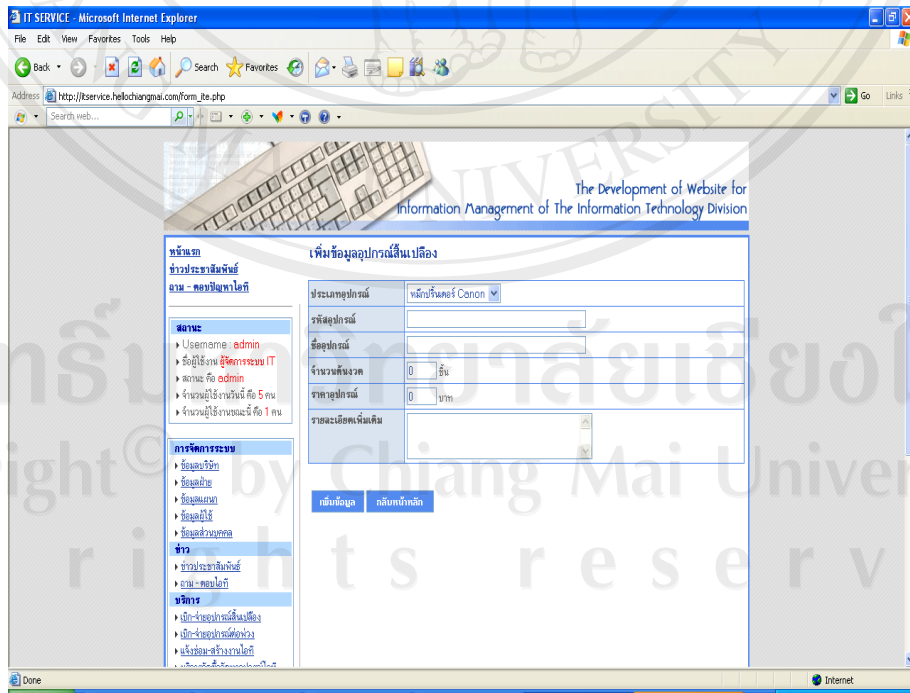 IT SERVICE - Microsoft Internet Explorer
File Edit View Favorites Tools Help
Back Search Favorites
Address http://itservice.hellochiangmai.com/form_ite.php Go Links
Search web...
The Development of Website for
Information Management of The Information Technology Division
หน้าแรก
ข่าวประชาสัมพันธ์
ถาม - ตอบปัญหาไอที
สถานะ
Username : admin
ชื่อผู้ใช้งาน ผู้จัดการระบบ IT
สถานะ คือ admin
จำนวนผู้ใช้งานวันนี้ คือ 5 คน
จำนวนผู้ใช้งานขณะนี้ คือ 1 คน
การจัดการระบบ
ข้อมูลบริษัท
ข้อมูลฝ่าย
ข้อมูลแผนก
ข้อมูลผู้ใช้
ข้อมูลส่วนบุคคล
ข่าว
ข่าวประชาสัมพันธ์
ถาม - ตอบไอที
บริการ
เบิก-จ่ายอุปกรณ์สิ้นเปลือง
เบิก-จ่ายอุปกรณ์ต่อพ่วง
แจ้งซ่อม-สร้างงานไอที
เพิ่มข้อมูลอุปกรณ์สิ้นเปลือง
ประเภทอุปกรณ์ หมึกปริ้นเตอร์ Canon
รหัสอุปกรณ์
ชื่ออุปกรณ์
จำนวนต้นงวด 0 ชิ้น
ราคาอุปกรณ์ 0 บาท
รายละเอียดเพิ่มเติม
เพิ่มข้อมูล กลับหน้าหลัก
Done Internet
UNIVERSITY
by Chiang Mai Univer
rights reserv